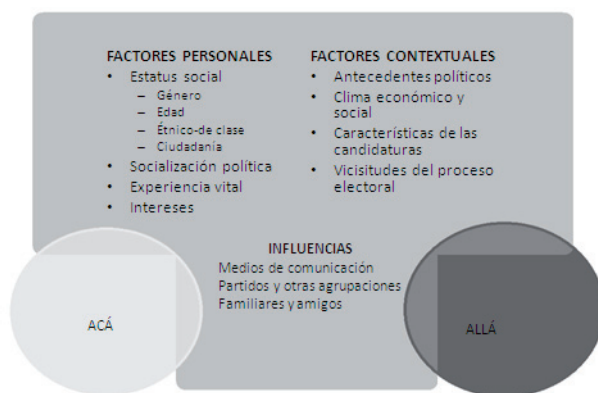 FACTORES PERSONALES
• Estatus social
– Género
– Edad
– Étnico-de clase
– Ciudadanía
• Socialización política
• Experiencia vital
• Intereses
FACTORES CONTEXTUALES
• Antecedentes políticos
• Clima económico y
social
• Características de las
candidaturas
• Vicisitudes del proceso
electoral
INFLUENCIAS
Medios de comunicación
Partidos y otras agrupaciones
Familiares y amigos
ACÁ
ALLÁ